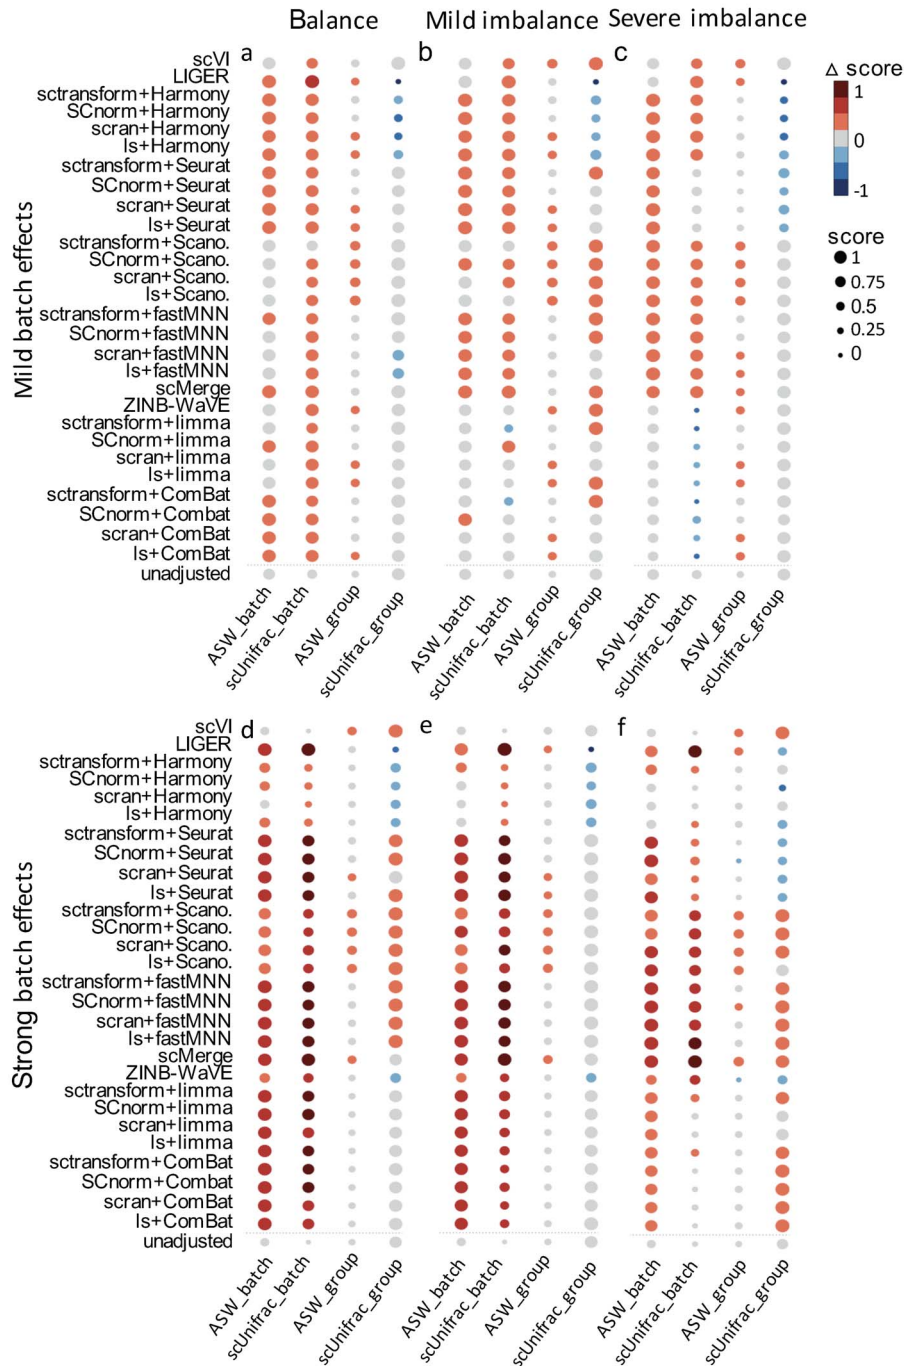 Balance
Mild imbalance
Severe imbalance
a
b
c
Mild batch effects
scVI
LIGER
sctransform+Harmony
SCnorm+Harmony
scran+Harmony
ls+Harmony
sctransform+Seurat
SCnorm+Seurat
scran+Seurat
ls+Seurat
sctransform+Scano.
SCnorm+Scano.
scran+Scano.
ls+Scano.
sctransform+fastMNN
SCnorm+fastMNN
scran+fastMNN
ls+fastMNN
scMerge
ZINB-WaVE
sctransform+limma
SCnorm+limma
scran+limma
ls+limma
sctransform+ComBat
SCnorm+Combat
scran+ComBat
ls+ComBat
unadjusted
ASW_batch
scUnifrac_batch
ASW_group
scUnifrac_group
ASW_batch
scUnifrac_batch
ASW_group
scUnifrac_group
ASW_batch
scUnifrac_batch
ASW_group
scUnifrac_group
△ score
1
0
-1
score
1
0.75
0.5
0.25
0
d
e
f
Strong batch effects
scVI
LIGER
sctransform+Harmony
SCnorm+Harmony
scran+Harmony
ls+Harmony
sctransform+Seurat
SCnorm+Seurat
scran+Seurat
ls+Seurat
sctransform+Scano.
SCnorm+Scano.
scran+Scano.
ls+Scano.
sctransform+fastMNN
SCnorm+fastMNN
scran+fastMNN
ls+fastMNN
scMerge
ZINB-WaVE
sctransform+limma
SCnorm+limma
scran+limma
ls+limma
sctransform+ComBat
SCnorm+Combat
scran+ComBat
ls+ComBat
unadjusted
ASW_batch
scUnifrac_batch
ASW_group
scUnifrac_group
ASW_batch
scUnifrac_batch
ASW_group
scUnifrac_group
ASW_batch
scUnifrac_batch
ASW_group
scUnifrac_group